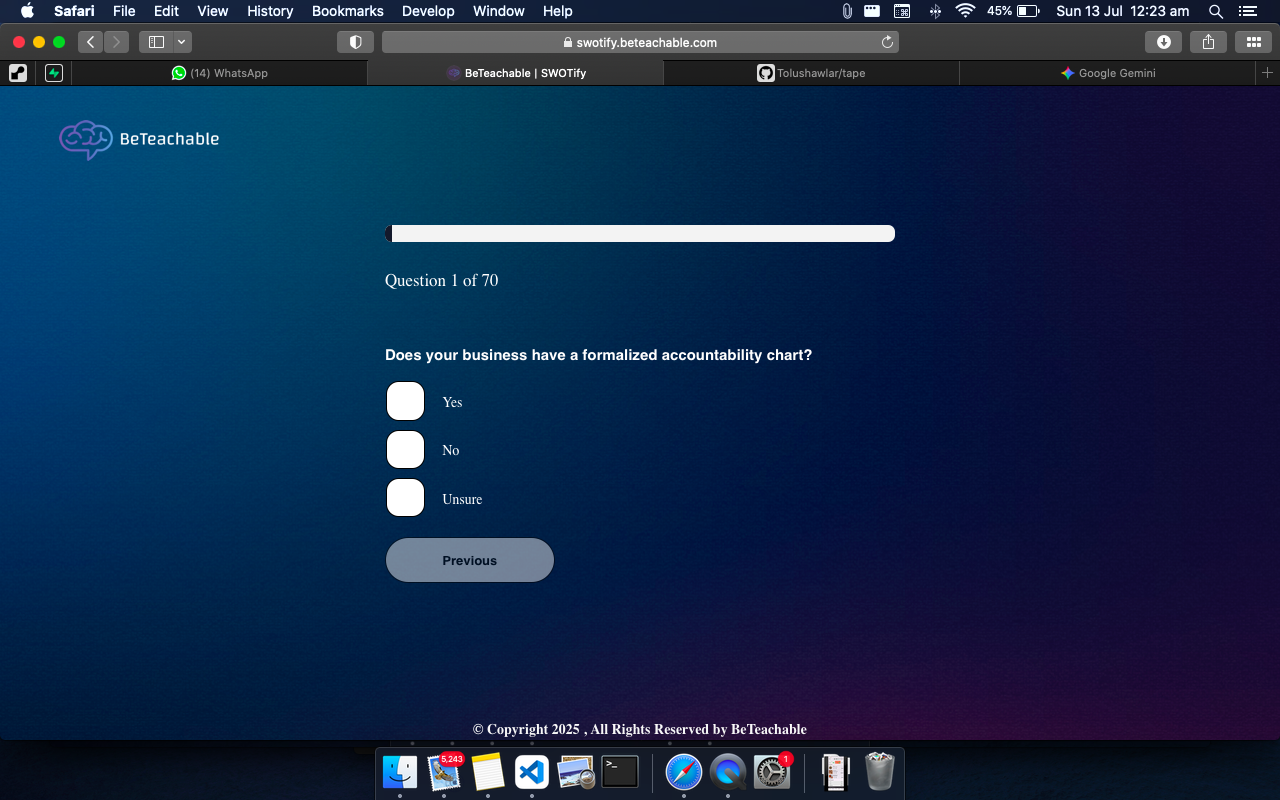 Safari File Edit View History Bookmarks Develop Window Help 45% Sun 13 Jul 12:23 am
swotify.beteachable.com
(14) WhatsApp BeTeachable | SWOTify Tolushawlar/tape Google Gemini
BeTeachable
Question 1 of 70
Does your business have a formalized accountability chart?
Yes
No
Unsure
Previous
© Copyright 2025 , All Rights Reserved by BeTeachable
5,243 >_ 1